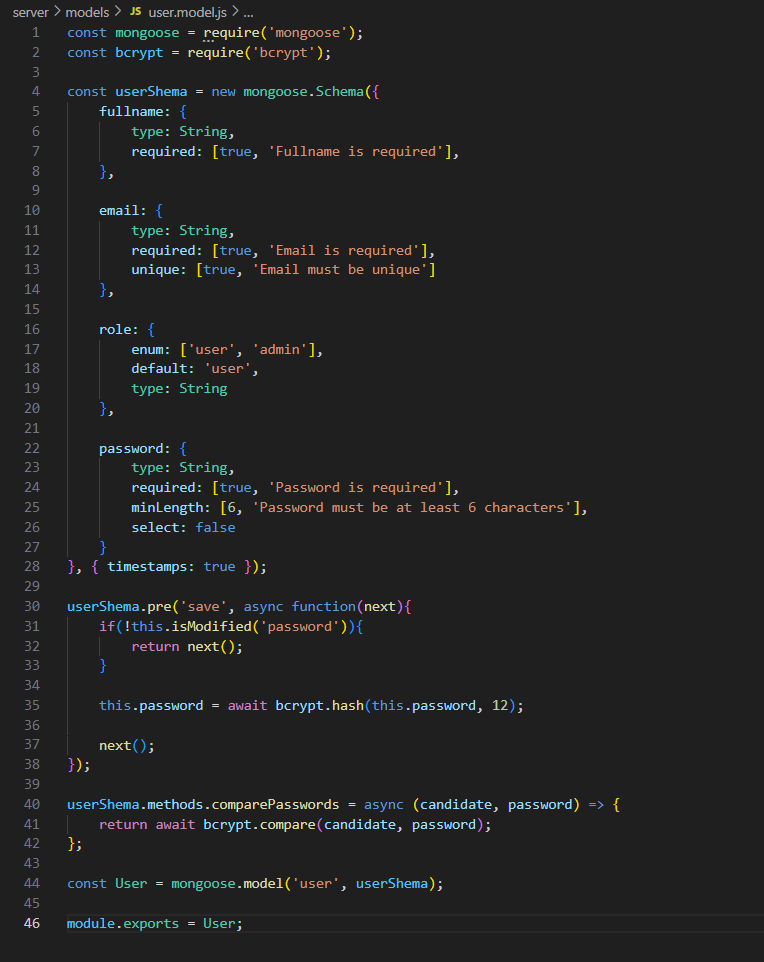 server > models > JS user.model.js > ...
1 const mongoose = require('mongoose');
2 const bcrypt = require('bcrypt');
3
4 const userShema = new mongoose.Schema({
5     fullname: {
6         type: String,
7         required: [true, 'Fullname is required'],
8     },
9
10     email: {
11         type: String,
12         required: [true, 'Email is required'],
13         unique: [true, 'Email must be unique']
14     },
15
16     role: {
17         enum: ['user', 'admin'],
18         default: 'user',
19         type: String
20     },
21
22     password: {
23         type: String,
24         required: [true, 'Password is required'],
25         minLength: [6, 'Password must be at least 6 characters'],
26         select: false
27     }
28 }, { timestamps: true });
29
30 userShema.pre('save', async function(next){
31     if(!this.isModified('password')){
32         return next();
33     }
34
35     this.password = await bcrypt.hash(this.password, 12);
36
37     next();
38 });
39
40 userShema.methods.comparePasswords = async (candidate, password) => {
41     return await bcrypt.compare(candidate, password);
42 };
43
44 const User = mongoose.model('user', userShema);
45
46 module.exports = User;